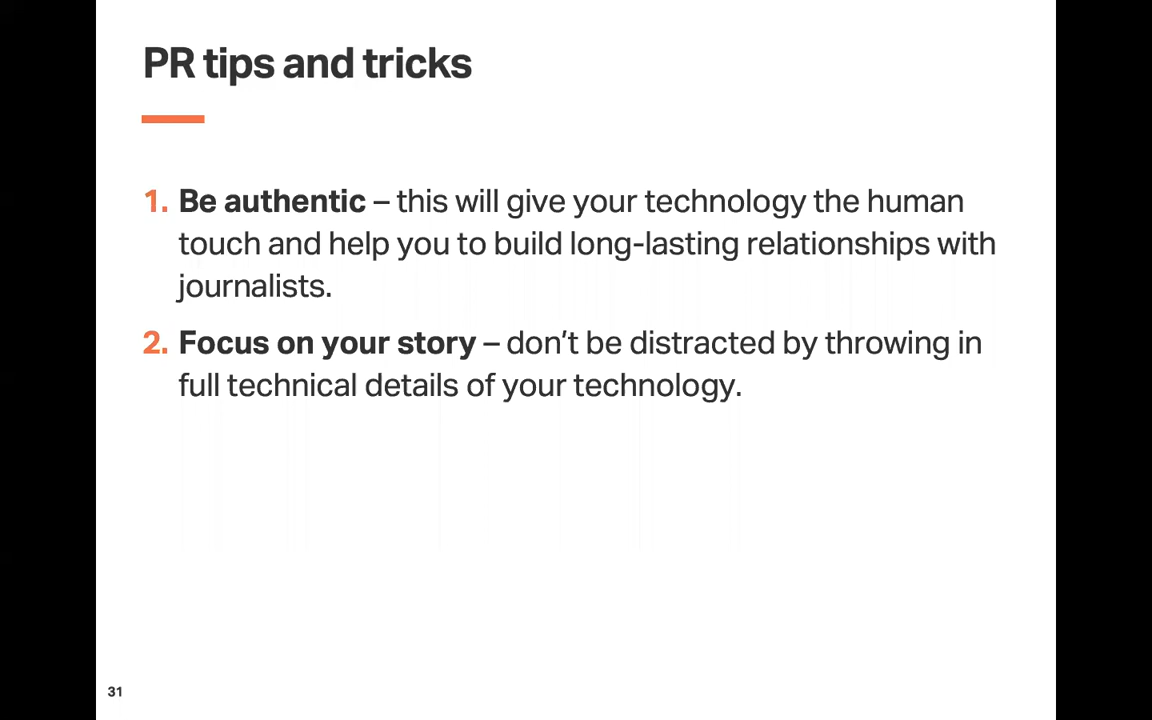 PR tips and tricks
1. Be authentic – this will give your technology the human
touch and help you to build long-lasting relationships with
journalists.
2. Focus on your story – don’t be distracted by throwing in
full technical details of your technology.
31